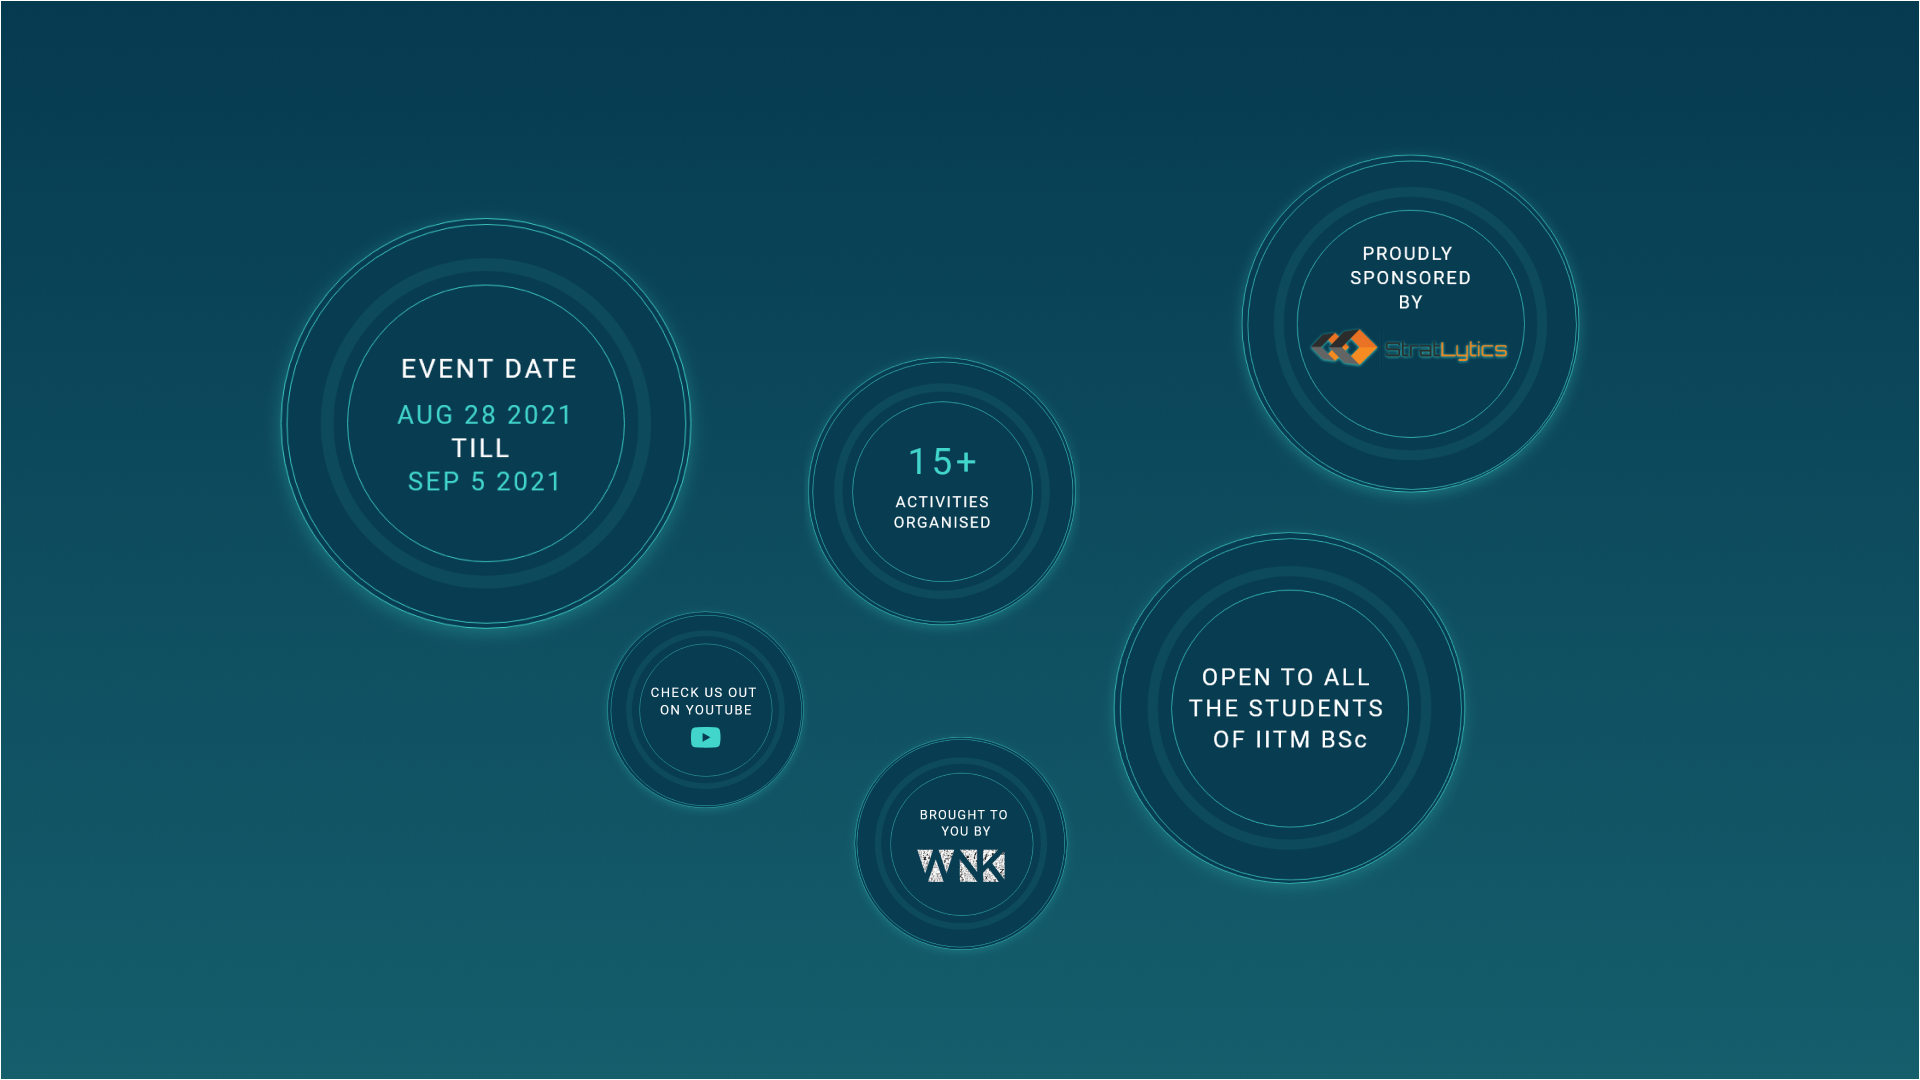 EVENT DATE
AUG 28 2021
TILL
SEP 5 2021
15+
ACTIVITIES
ORGANISED
PROUDLY
SPONSORED
BY
StratLytics
CHECK US OUT
ON YOUTUBE
BROUGHT TO
YOU BY
WNK
OPEN TO ALL
THE STUDENTS
OF IITM BSc